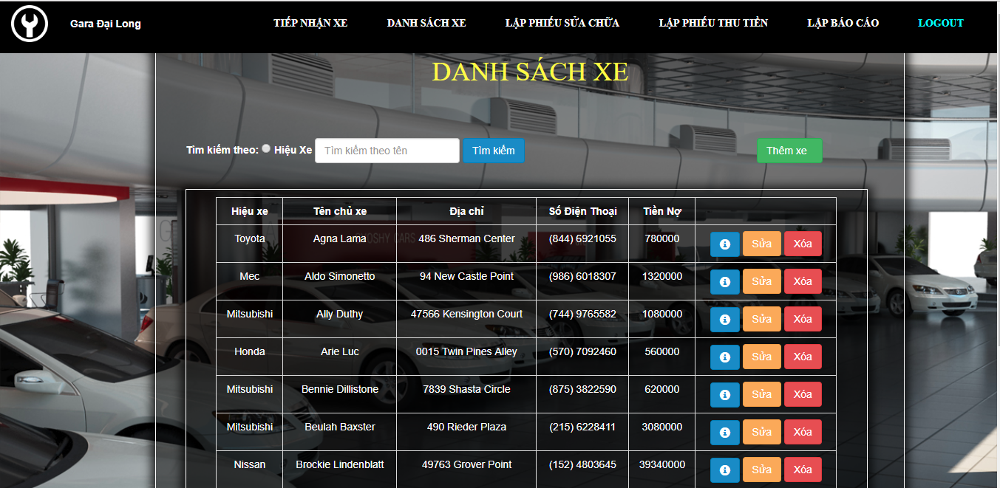 Gara Đại Long TIẾP NHẬN XE DANH SÁCH XE LẬP PHIẾU SỬA CHỮA LẬP PHIẾU THU TIỀN LẬP BÁO CÁO LOGOUT
DANH SÁCH XE
Tìm kiếm theo: Hiệu Xe Tìm kiếm theo tên Tìm kiếm Thêm xe
Hiệu xe Tên chủ xe Địa chỉ Số Điện Thoại Tiền Nợ
Toyota Agna Lama 486 Sherman Center (844) 6921055 780000 Sửa Xóa
Mec Aldo Simonetto 94 New Castle Point (986) 6018307 1320000 Sửa Xóa
Mitsubishi Ally Duthy 47566 Kensington Court (744) 9765582 1080000 Sửa Xóa
Honda Arie Luc 0015 Twin Pines Alley (570) 7092460 560000 Sửa Xóa
Mitsubishi Bennie Dillistone 7839 Shasta Circle (875) 3822590 620000 Sửa Xóa
Mitsubishi Beulah Baxster 490 Rieder Plaza (215) 6228411 3080000 Sửa Xóa
Nissan Brockie Lindenblatt 49763 Grover Point (152) 4803645 39340000 Sửa Xóa